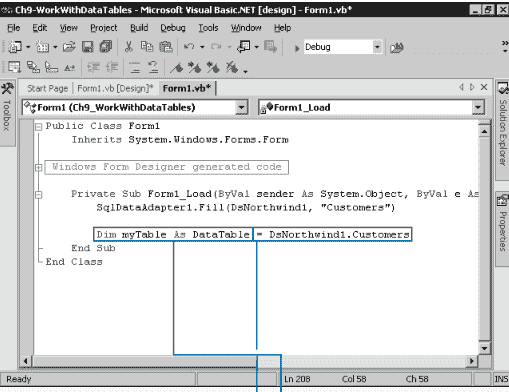 Ch9-WorkWithDataTables - Microsoft Visual Basic.NET [design] - Form1.vb*
File Edit View Project Build Debug Tools Window Help
Debug
Start Page Form1.vb [Design]* Form1.vb*
Toolbox
Form1 (Ch9_WorkWithDataTables) Form1_Load
Solution Explorer
Public Class Form1
Inherits System.Windows.Forms.Form
Windows Form Designer generated code
Private Sub Form1_Load(ByVal sender As System.Object, ByVal e As
SqlDataAdapter1.Fill(DsNorthwind1, "Customers")
Properties
Dim myTable As DataTable = DsNorthwind1.Customers
End Sub
End Class
Ready Ln 208 Col 58 Ch 58 INS